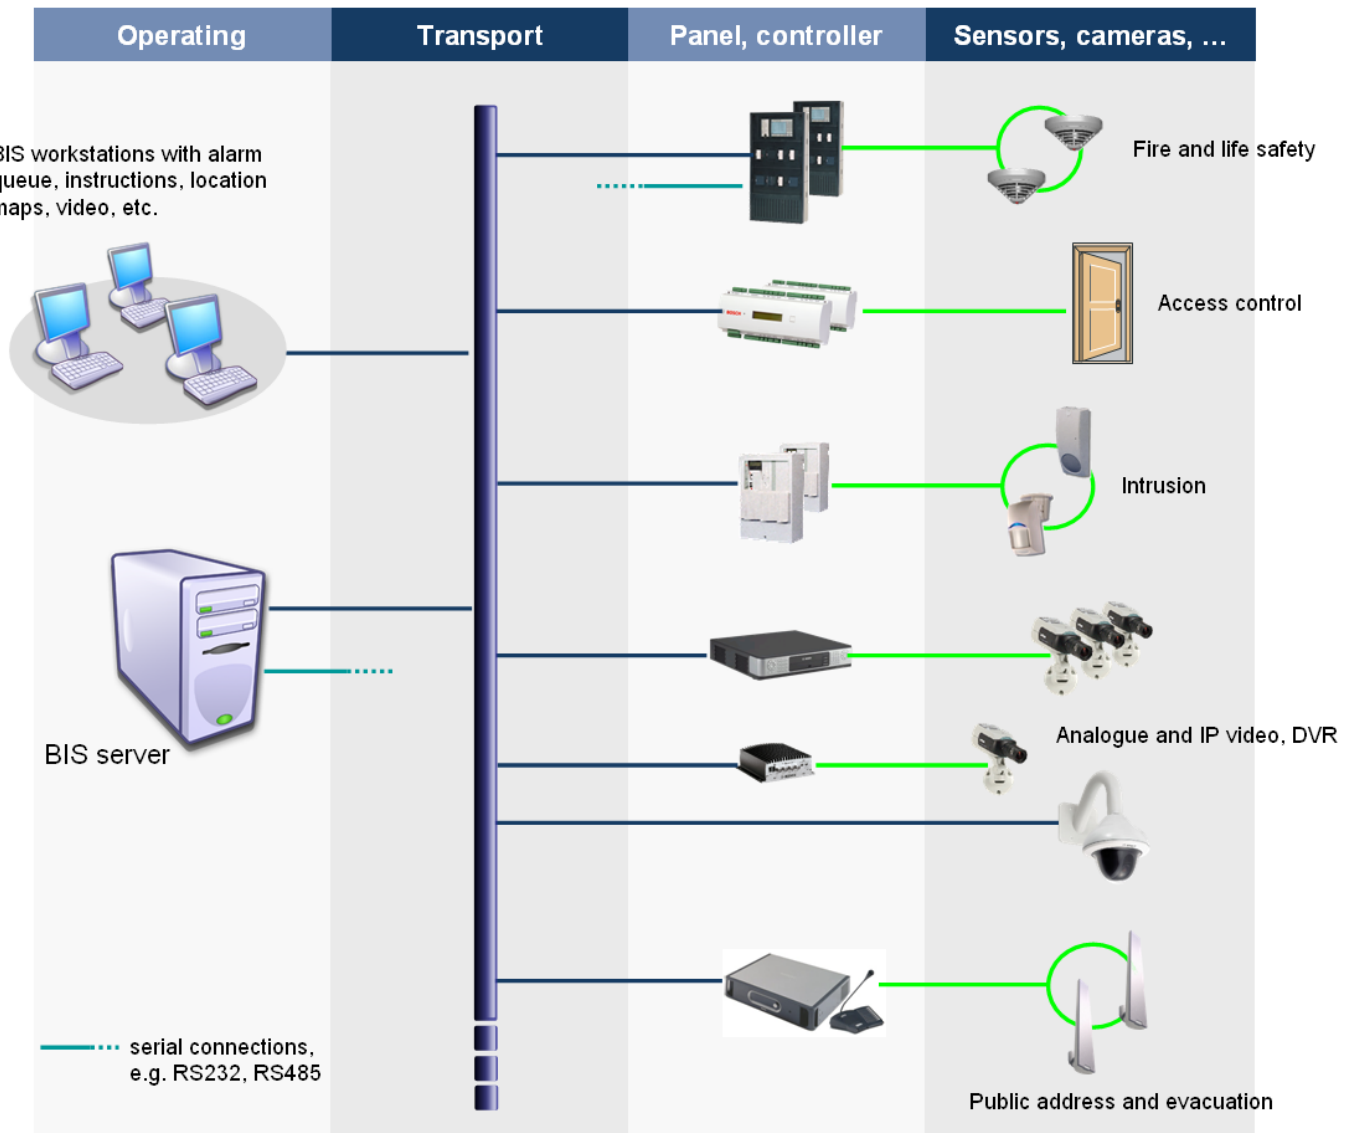 Operating
Transport
Panel, controller
Sensors, cameras, ...
BIS workstations with alarm
queue, instructions, location
maps, video, etc.
Fire and life safety
BOSCH
Access control
Intrusion
BIS server
Analogue and IP video, DVR
serial connections,
e.g. RS232, RS485
Public address and evacuation